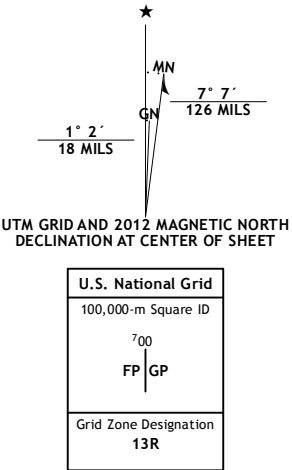 ★
MN
GN
7° 7´
126 MILS
1° 2´
18 MILS
UTM GRID AND 2012 MAGNETIC NORTH
DECLINATION AT CENTER OF SHEET
U.S. National Grid
100,000-m Square ID
⁷00
FP GP
Grid Zone Designation
13R